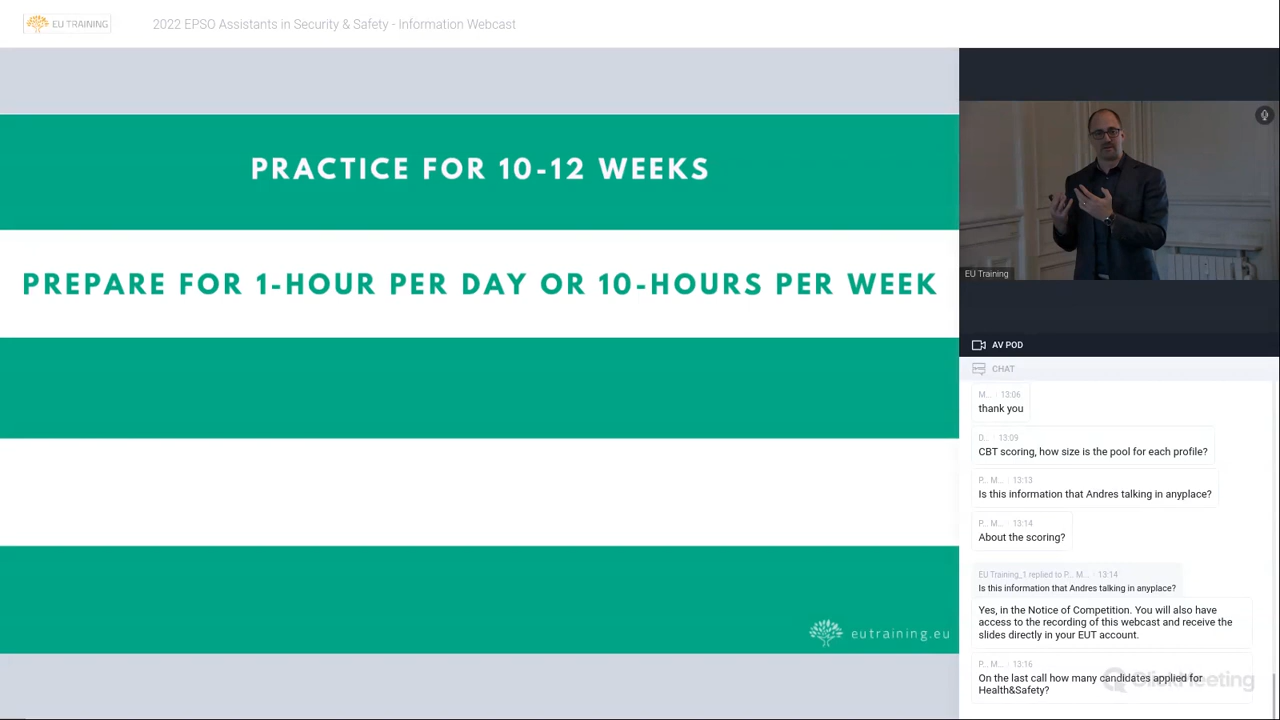 EU TRAINING
2022 EPSO Assistants in Security & Safety - Information Webcast
PRACTICE FOR 10-12 WEEKS
PREPARE FOR 1-HOUR PER DAY OR 10-HOURS PER WEEK
eutraining.eu
EU Training
AV POD
CHAT
M... 13:06
thank you
D.. 13:09
CBT scoring, how size is the pool for each profile?
P... M... 13:13
Is this information that Andres talking in anyplace?
P... M... 13:14
About the scoring?
EU Training_1 replied to P... M... 13:14
Is this information that Andres talking in anyplace?
Yes, in the Notice of Competition. You will also have
access to the recording of this webcast and receive the
slides directly in your EUT account.
P... M... 13:16
On the last call how many candidates applied for
Health&Safety?
ClickMeeting